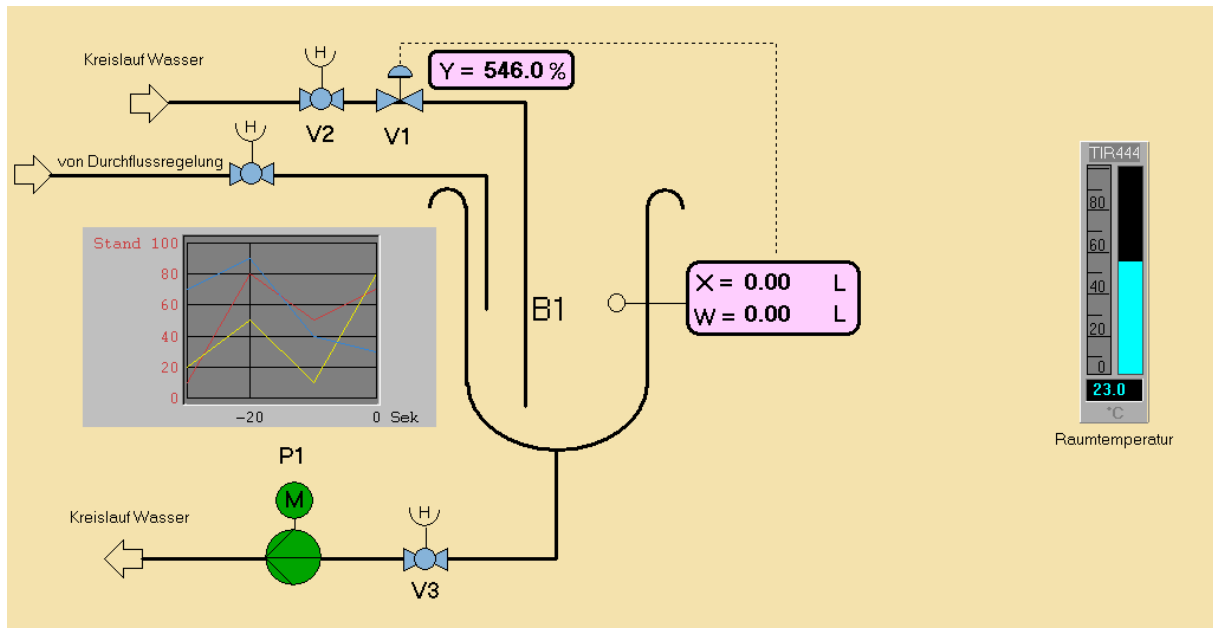 Kreislauf Wasser
H
Y = 546.0 %
V2
V1
H
von Durchflussregelung
TIR444
80
60
40
20
0
23.0
°C
Raumtemperatur
Stand 100
80
60
40
20
0
-20
0 Sek
B1
X = 0.00 L
W = 0.00 L
P1
M
Kreislauf Wasser
H
V3